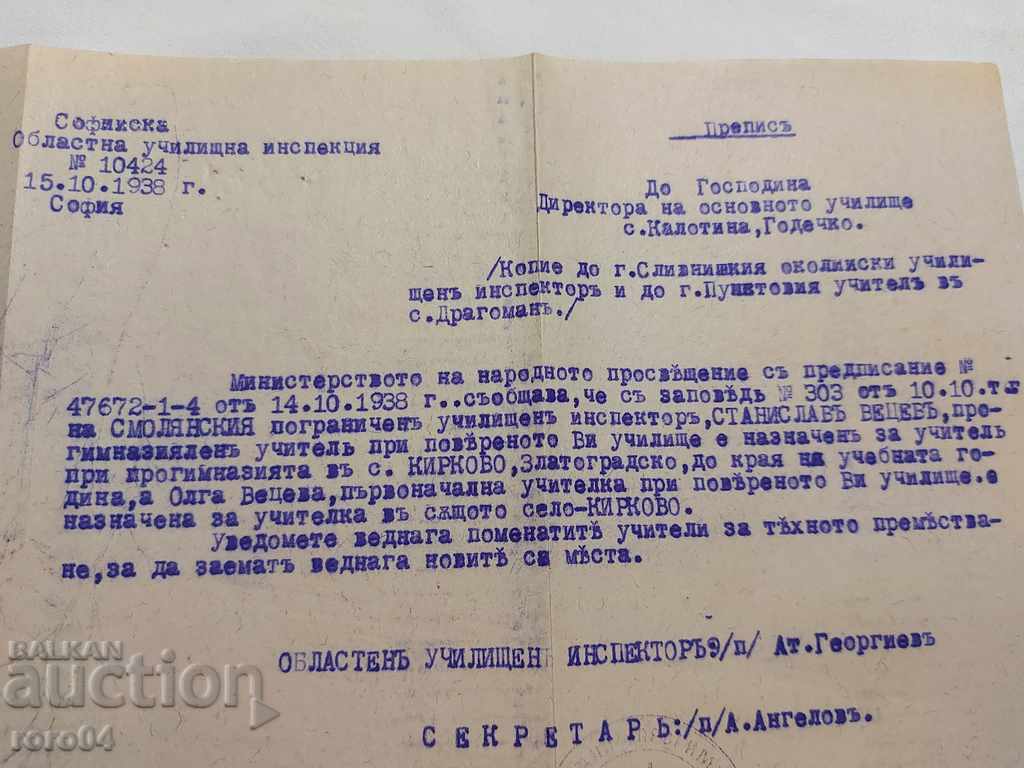 Софииска
Областна училищна инспекция
№ 10424
15.10.1938 г.
София
Преписъ
До Господина
Директора на основното училище
с.Калотина,Годечко.
/Копие до г.Сливнишкия околииски учили-
щенъ инспекторъ и до г.Пунктовия учителъ въ
с.Драгоманъ./
Министерството на народното просвѣщение съ предписание №
47672-1-4 отъ 14.10.1938 г..съобщава,че съ заповѣдь № 303 отъ 10.10.т.г
на СМОЛЯНСКИЯ пограниченъ училищенъ инспекторъ,СТАНИСЛАВЪ ВЕЦЕВЪ,про-
гимназияленъ учитель при повѣреното Ви училище е назначенъ за учитель
при прогимназията въ с. КИРКОВО,Златоградско,до края на учебната го-
дина,а Олга Вецева,първоначална учителка при повѣреното Ви училище.е
назначена за учителка въ сѫщото село-КИРКОВО.
Уведомете веднага поменатитѣ учители за тѣхното премѣства-
не,за да заематъ веднага новитѣ си мѣста.
ОБЛАСТЕНЪ УЧИЛИЩЕНЪ ИНСПЕКТОРЪ:/п/ Ат.Георгиевъ
СЕКРЕТАРЬ:/п/А.Ангеловъ.
BALKAN
auction
roro04